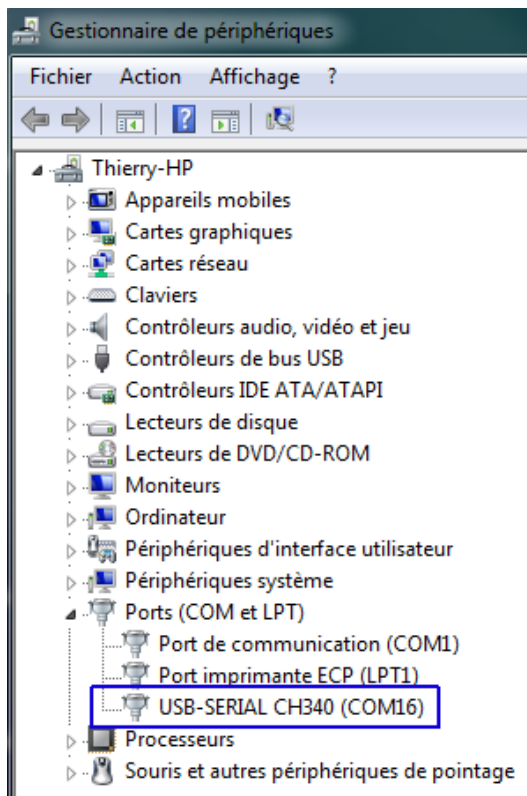 Gestionnaire de périphériques
Fichier Action Affichage ?
Thierry-HP
Appareils mobiles
Cartes graphiques
Cartes réseau
Claviers
Contrôleurs audio, vidéo et jeu
Contrôleurs de bus USB
Contrôleurs IDE ATA/ATAPI
Lecteurs de disque
Lecteurs de DVD/CD-ROM
Moniteurs
Ordinateur
Périphériques d'interface utilisateur
Périphériques système
Ports (COM et LPT)
Port de communication (COM1)
Port imprimante ECP (LPT1)
USB-SERIAL CH340 (COM16)
Processeurs
Souris et autres périphériques de pointage